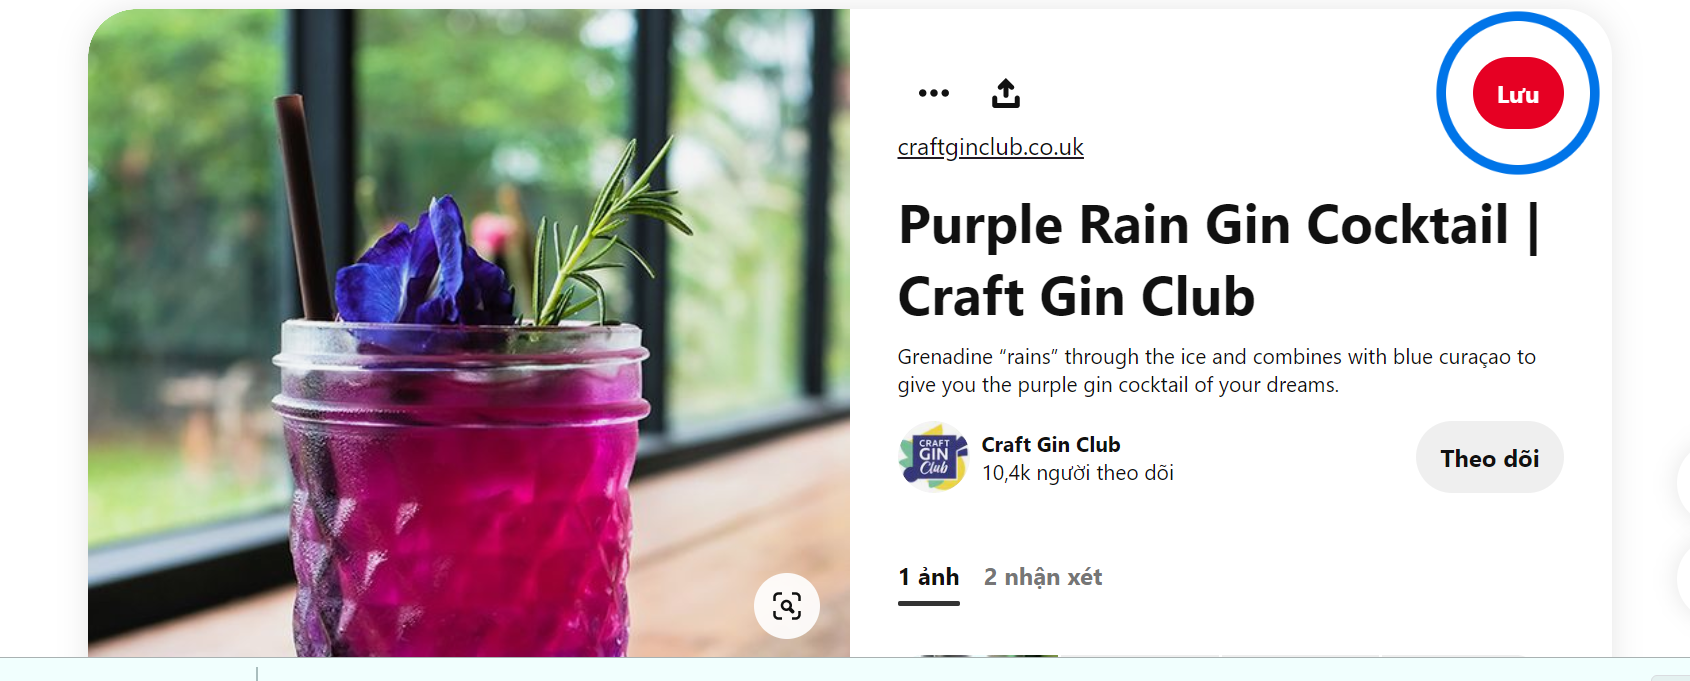 Lưu
craftginclub.co.uk
Purple Rain Gin Cocktail |
Craft Gin Club
Grenadine “rains” through the ice and combines with blue curaçao to
give you the purple gin cocktail of your dreams.
CRAFT
GIN
Club
Craft Gin Club
10,4k người theo dõi
Theo dõi
1 ảnh
2 nhận xét